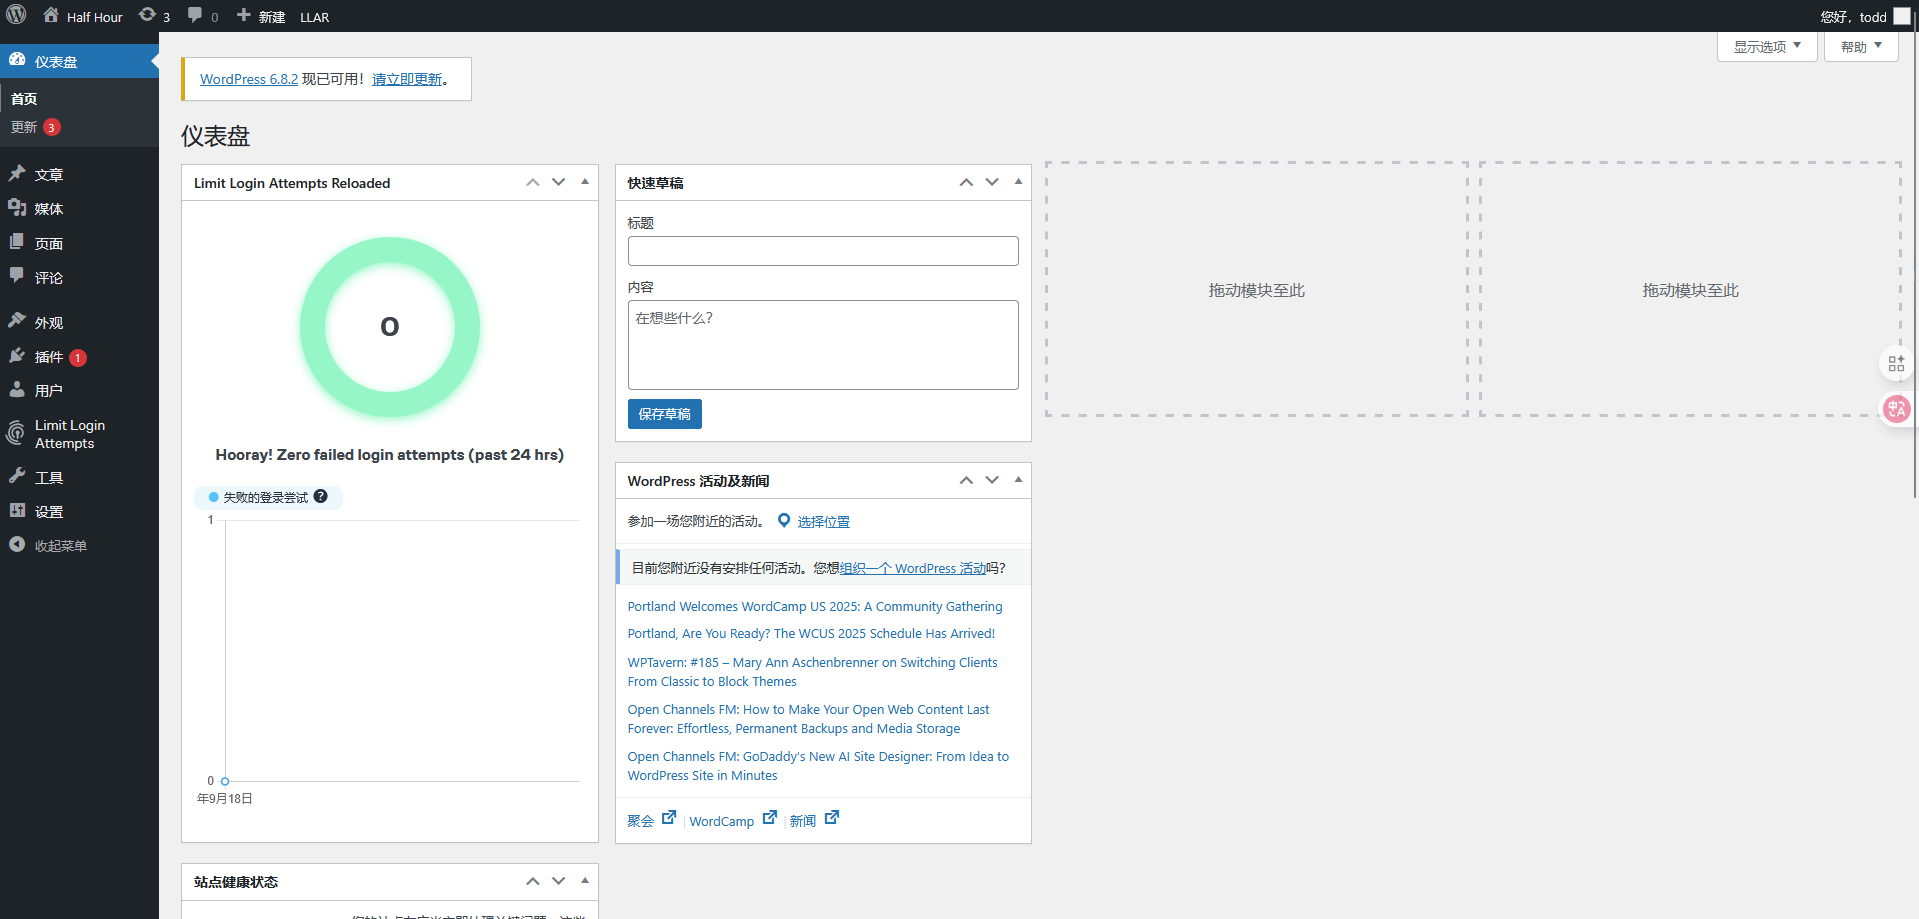 Half Hour
3
0
新建
LLAR
您好，todd
仪表盘
首页
更新 3
文章
媒体
页面
评论
外观
插件 1
用户
Limit Login
Attempts
工具
设置
收起菜单
显示选项
帮助
WordPress 6.8.2 现已可用！请立即更新。
仪表盘
Limit Login Attempts Reloaded
0
Hooray! Zero failed login attempts (past 24 hrs)
失败的登录尝试 ?
1
0
年9月18日
站点健康状态
快速草稿
标题
内容
在想些什么？
保存草稿
WordPress 活动及新闻
参加一场您附近的活动。 选择位置
目前您附近没有安排任何活动。您想组织一个 WordPress 活动吗？
Portland Welcomes WordCamp US 2025: A Community Gathering
Portland, Are You Ready? The WCUS 2025 Schedule Has Arrived!
WPTavern: #185 – Mary Ann Aschenbrenner on Switching Clients
From Classic to Block Themes
Open Channels FM: How to Make Your Open Web Content Last
Forever: Effortless, Permanent Backups and Media Storage
Open Channels FM: GoDaddy's New AI Site Designer: From Idea to
WordPress Site in Minutes
聚会 | WordCamp | 新闻
拖动模块至此
拖动模块至此
中A